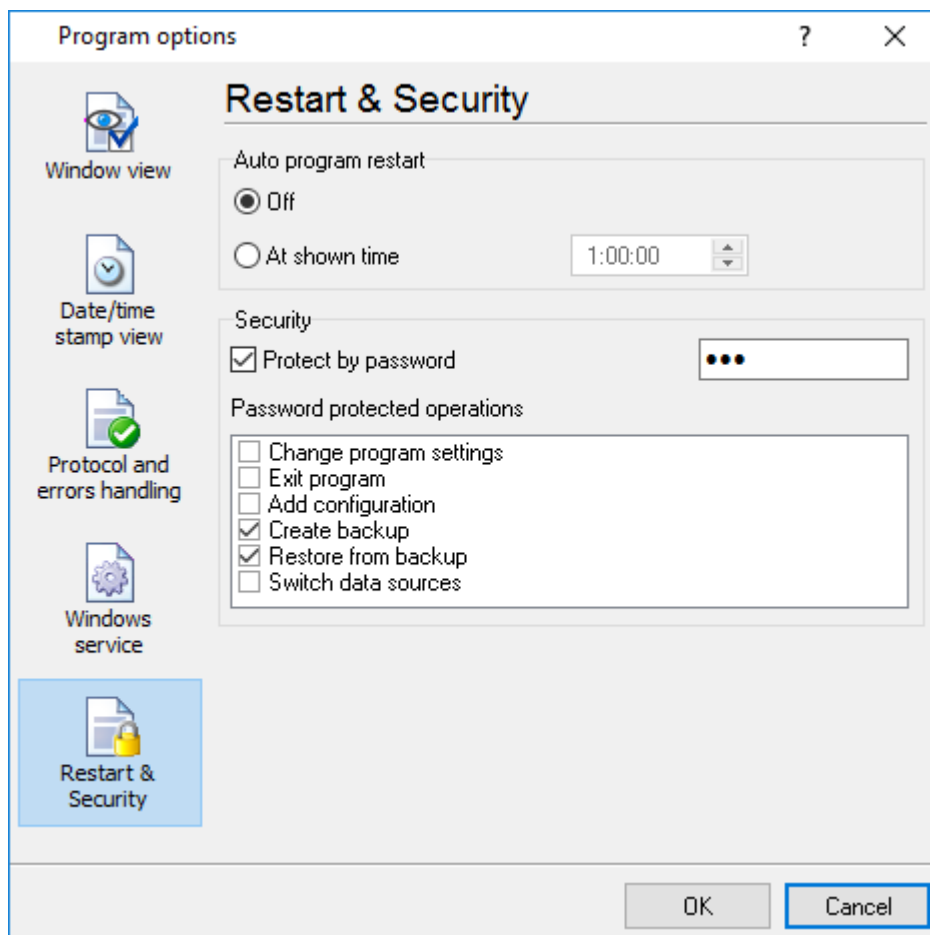 Program options
?
Window view
Date/time
stamp view
Protocol and
errors handling
Windows
service
Restart &
Security
Restart & Security
Auto program restart
Off
At shown time
1:00:00
Security
Protect by password
•••
Password protected operations
Change program settings
Exit program
Add configuration
Create backup
Restore from backup
Switch data sources
OK
Cancel